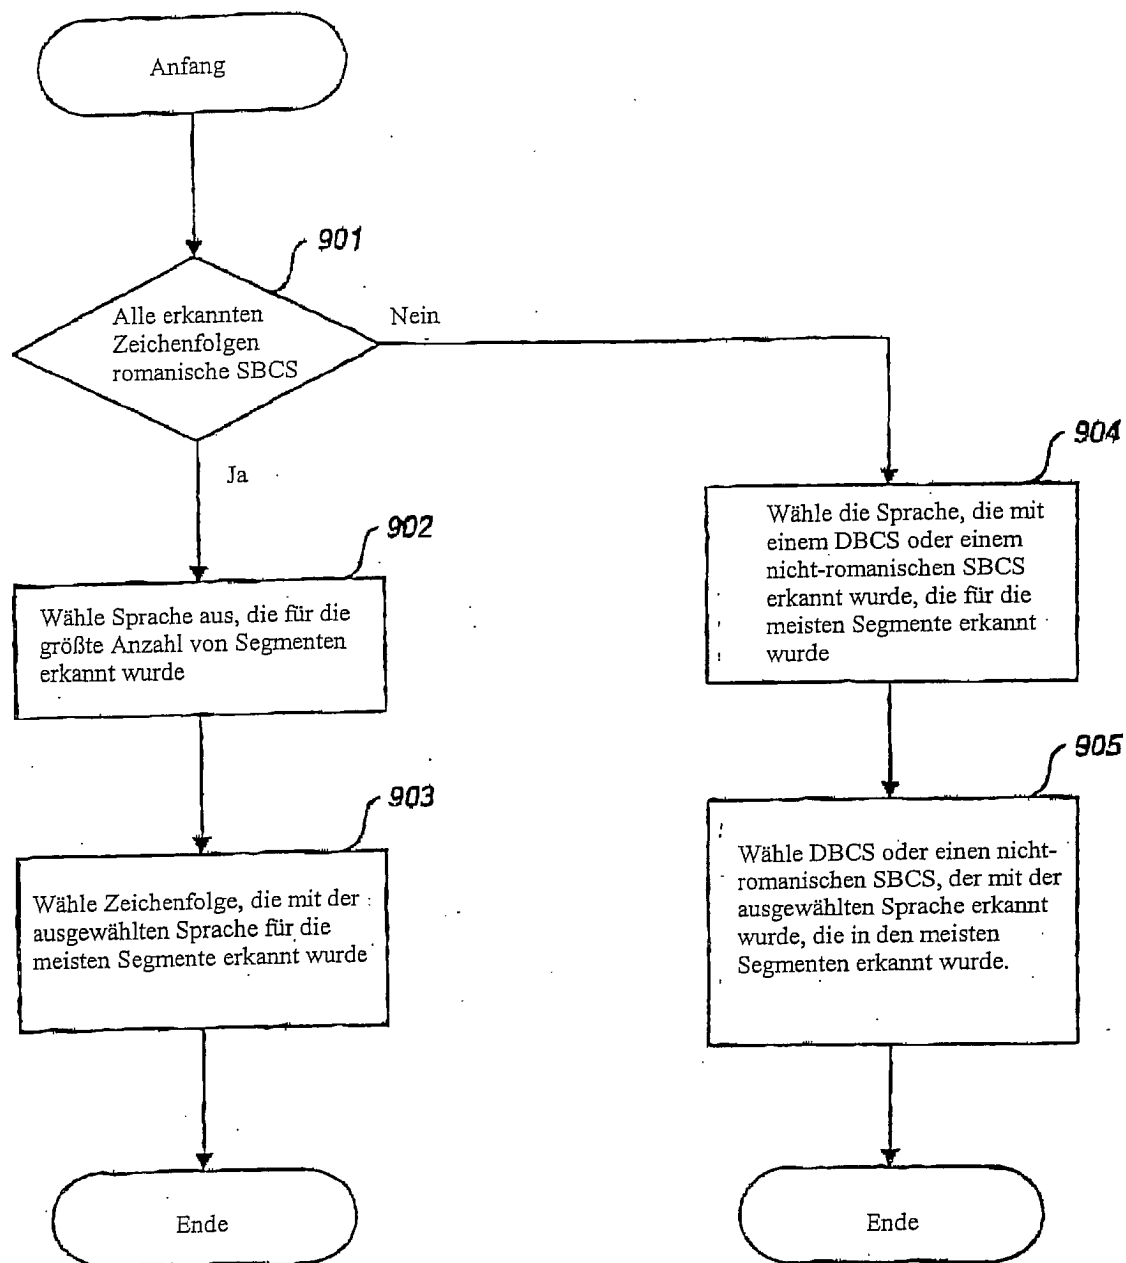 Anfang
901
Alle erkannten
Zeichenfolgen
romanische SBCS
Nein
Ja
902
Wähle Sprache aus, die für die
größte Anzahl von Segmenten
erkannt wurde
903
Wähle Zeichenfolge, die mit der
ausgewählten Sprache für die
meisten Segmente erkannt wurde
Ende
904
Wähle die Sprache, die mit
einem DBCS oder einem
nicht-romanischen SBCS
erkannt wurde, die für die
meisten Segmente erkannt
wurde
905
Wähle DBCS oder einen nicht-
romanischen SBCS, der mit der
ausgewählten Sprache erkannt
wurde, die in den meisten
Segmenten erkannt wurde.
Ende